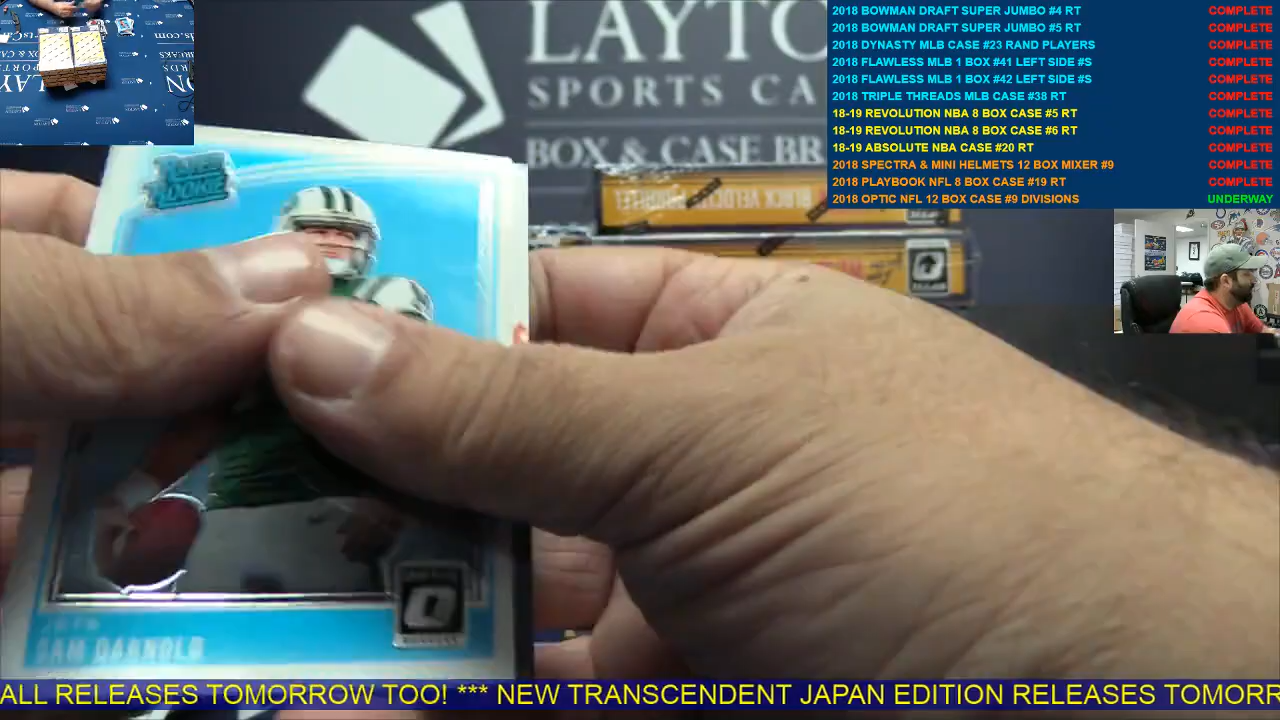 LAYTO
SPORTS CA
BOX & CASE BR
2018 BOWMAN DRAFT SUPER JUMBO #4 RT COMPLETE
2018 BOWMAN DRAFT SUPER JUMBO #5 RT COMPLETE
2018 DYNASTY MLB CASE #23 RAND PLAYERS COMPLETE
2018 FLAWLESS MLB 1 BOX #41 LEFT SIDE #S COMPLETE
2018 FLAWLESS MLB 1 BOX #42 LEFT SIDE #S COMPLETE
2018 TRIPLE THREADS MLB CASE #38 RT COMPLETE
18-19 REVOLUTION NBA 8 BOX CASE #5 RT COMPLETE
18-19 REVOLUTION NBA 8 BOX CASE #6 RT COMPLETE
18-19 ABSOLUTE NBA CASE #20 RT COMPLETE
2018 SPECTRA & MINI HELMETS 12 BOX MIXER #9 COMPLETE
2018 PLAYBOOK NFL 8 BOX CASE #19 RT COMPLETE
2018 OPTIC NFL 12 BOX CASE #9 DIVISIONS UNDERWAY
ROOKIE
SAM DARNOLD
ALL RELEASES TOMORROW TOO! *** NEW TRANSCENDENT JAPAN EDITION RELEASES TOMORR